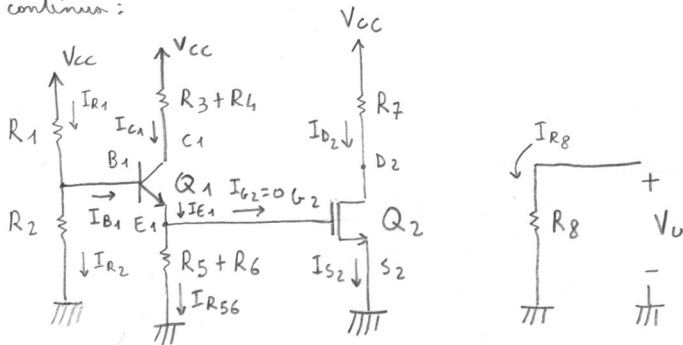 continua:
Vcc
Vcc
Vcc
IR1
R3+R4
R7
R1
IC1
C1
ID2
IR8
B1
D2
Q1
IG2=0 G2
+
IB1
E1
IE1
Q2
R8
Vu
R2
IR2
R5+R6
IS2
S2
-
IR56